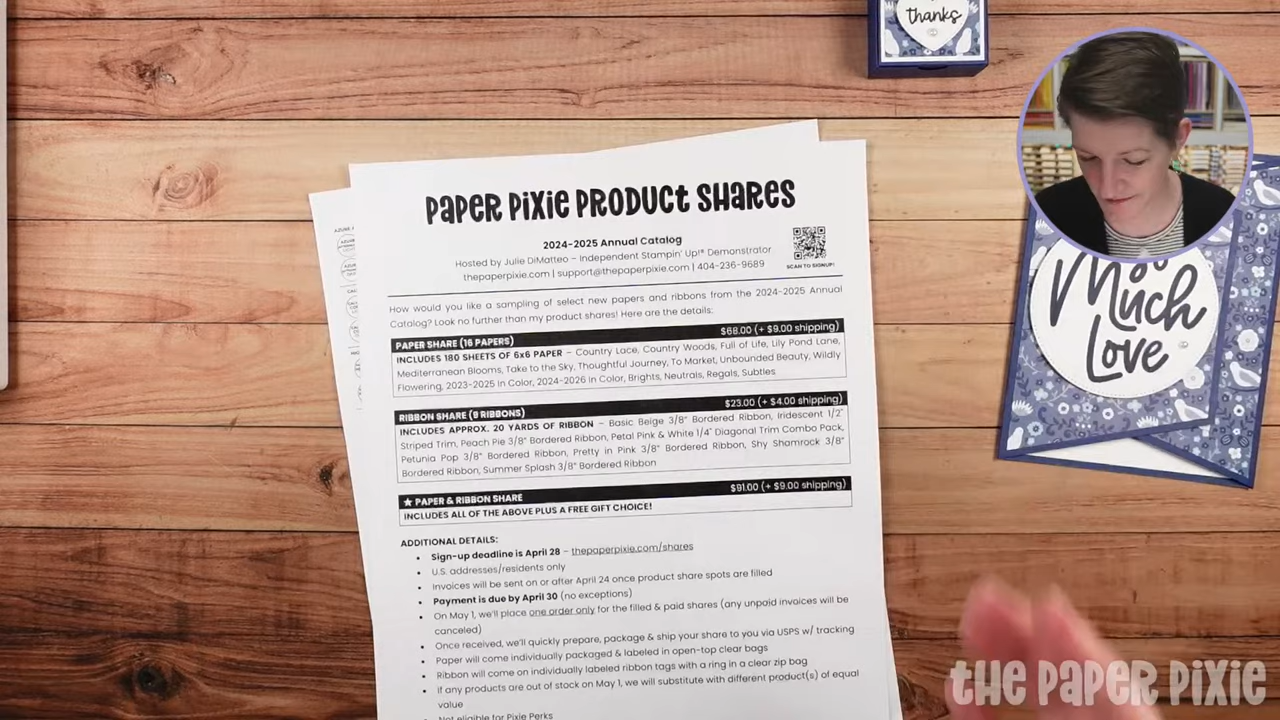 thanks
PAPER PIXIE PRODUCT SHARES
2024-2025 Annual Catalog
Hosted by Julie DiMatteo – Independent Stampin' Up!® Demonstrator
thepaperpixie.com | support@thepaperpixie.com | 404-236-9689
SCAN TO SIGNUP!
How would you like a sampling of select new papers and ribbons from the 2024-2025 Annual
Catalog? Look no further than my product shares! Here are the details:
PAPER SHARE (16 PAPERS) $68.00 (+ $9.00 shipping)
INCLUDES 180 SHEETS OF 6x6 PAPER – Country Lace, Country Woods, Full of Life, Lily Pond Lane,
Mediterranean Blooms, Take to the Sky, Thoughtful Journey, To Market, Unbounded Beauty, Wildly
Flowering, 2023-2025 In Color, 2024-2026 In Color, Brights, Neutrals, Regals, Subtles
RIBBON SHARE (9 RIBBONS) $23.00 (+ $4.00 shipping)
INCLUDES APPROX. 20 YARDS OF RIBBON – Basic Beige 3/8" Bordered Ribbon, Iridescent 1/2"
Striped Trim, Peach Pie 3/8" Bordered Ribbon, Petal Pink & White 1/4" Diagonal Trim Combo Pack,
Petunia Pop 3/8" Bordered Ribbon, Pretty in Pink 3/8" Bordered Ribbon, Shy Shamrock 3/8"
Bordered Ribbon, Summer Splash 3/8" Bordered Ribbon
★ PAPER & RIBBON SHARE $91.00 (+ $9.00 shipping)
INCLUDES ALL OF THE ABOVE PLUS A FREE GIFT CHOICE!
ADDITIONAL DETAILS:
• Sign-up deadline is April 28 – thepaperpixie.com/shares
• U.S. addresses/residents only
• Invoices will be sent on or after April 24 once product share spots are filled
• Payment is due by April 30 (no exceptions)
• On May 1, we'll place one order only for the filled & paid shares (any unpaid invoices will be
canceled)
• Once received, we'll quickly prepare, package & ship your share to you via USPS w/ tracking
• Paper will come individually packaged & labeled in open-top clear bags
• Ribbon will come on individually labeled ribbon tags with a ring in a clear zip bag
• If any products are out of stock on May 1, we will substitute with different product(s) of equal
value
• Not eligible for Pixie Perks
Much
Love
THE PAPER PIXIE